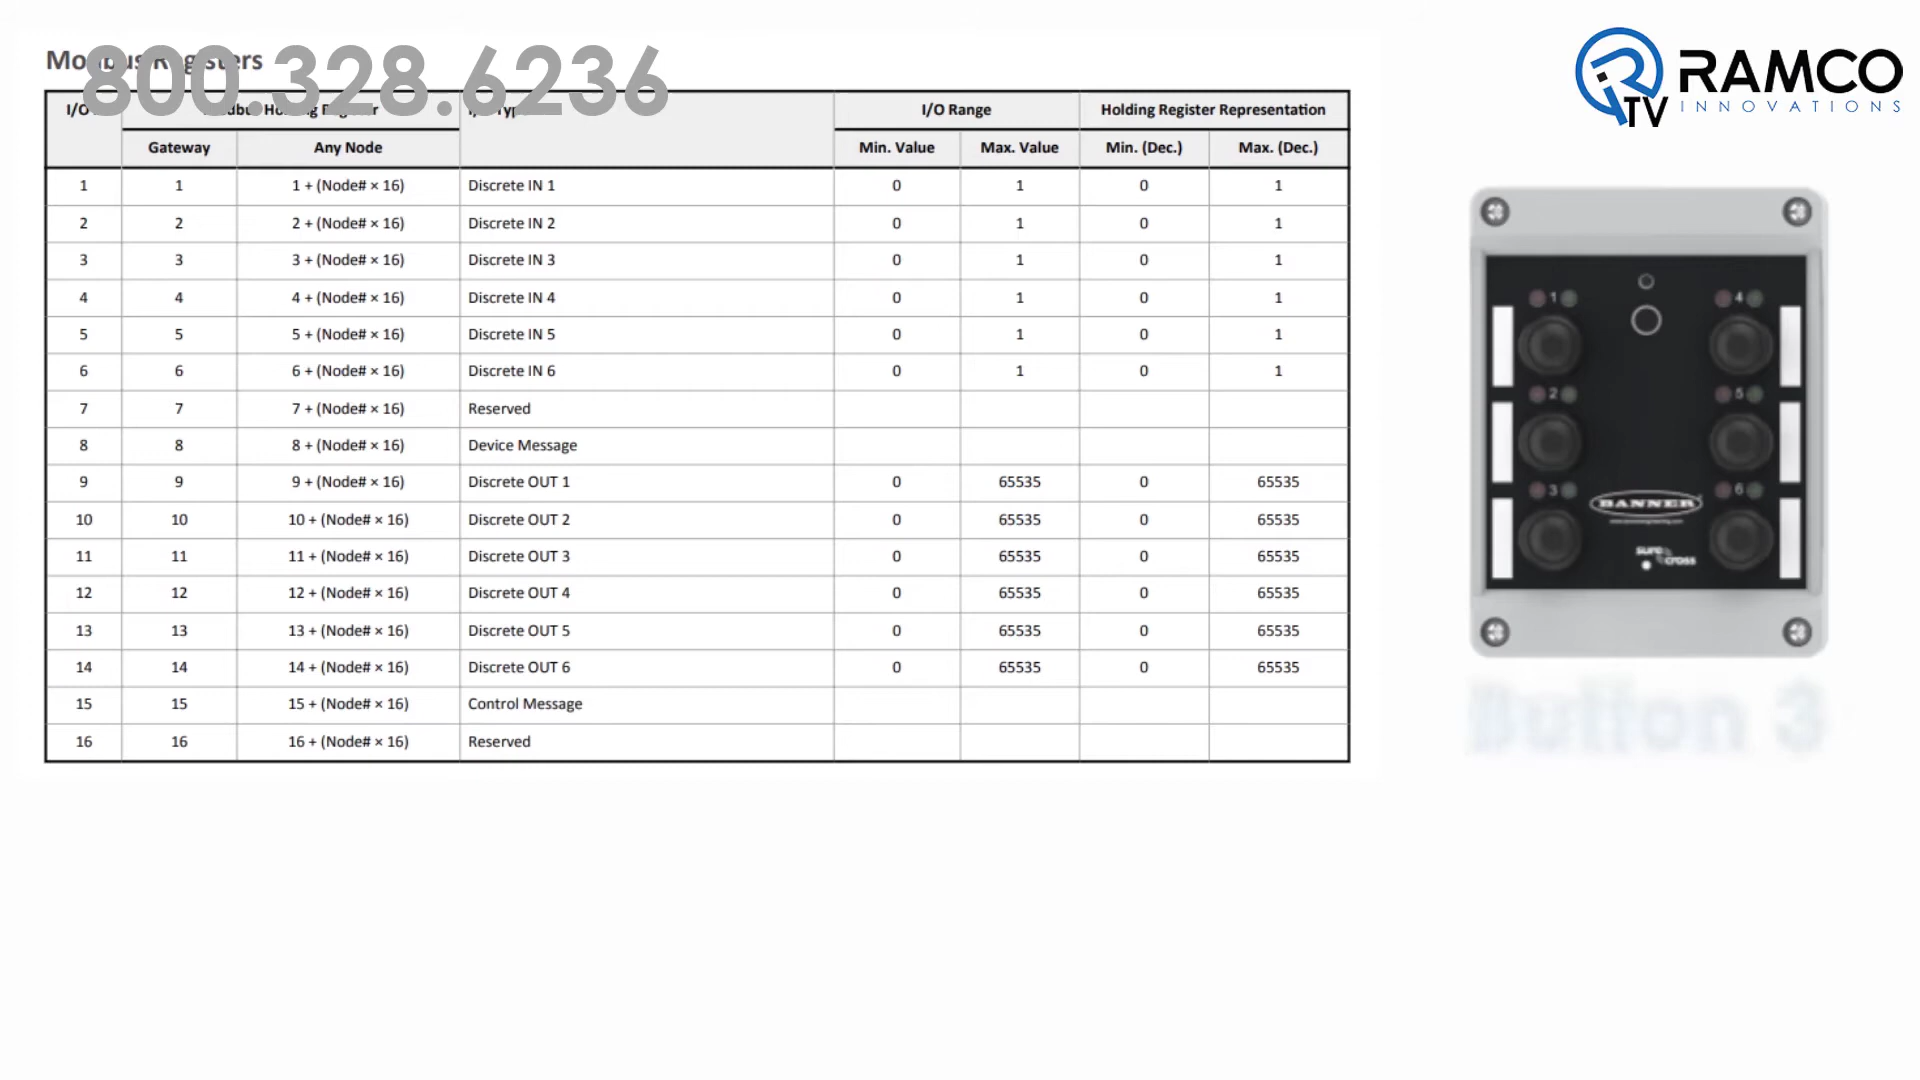 Modbus Registers
800.328.6236
I/O Modbus Holding Register I/O Type I/O Range Holding Register Representation
Gateway Any Node Min. Value Max. Value Min. (Dec.) Max. (Dec.)
1 1 1 + (Node# × 16) Discrete IN 1 0 1 0 1
2 2 2 + (Node# × 16) Discrete IN 2 0 1 0 1
3 3 3 + (Node# × 16) Discrete IN 3 0 1 0 1
4 4 4 + (Node# × 16) Discrete IN 4 0 1 0 1
5 5 5 + (Node# × 16) Discrete IN 5 0 1 0 1
6 6 6 + (Node# × 16) Discrete IN 6 0 1 0 1
7 7 7 + (Node# × 16) Reserved
8 8 8 + (Node# × 16) Device Message
9 9 9 + (Node# × 16) Discrete OUT 1 0 65535 0 65535
10 10 10 + (Node# × 16) Discrete OUT 2 0 65535 0 65535
11 11 11 + (Node# × 16) Discrete OUT 3 0 65535 0 65535
12 12 12 + (Node# × 16) Discrete OUT 4 0 65535 0 65535
13 13 13 + (Node# × 16) Discrete OUT 5 0 65535 0 65535
14 14 14 + (Node# × 16) Discrete OUT 6 0 65535 0 65535
15 15 15 + (Node# × 16) Control Message
16 16 16 + (Node# × 16) Reserved
iR TV RAMCO
INNOVATIONS
1 4
2 5
3 6
BANNER
sure cross
Button 3